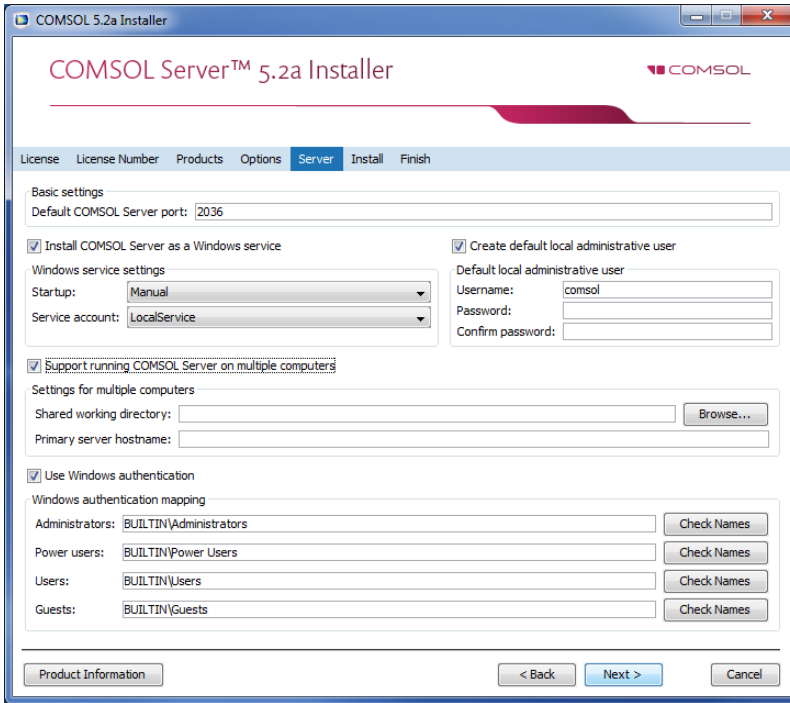 COMSOL 5.2a Installer
COMSOL Server™ 5.2a Installer
COMSOL
License License Number Products Options Server Install Finish
Basic settings
Default COMSOL Server port: 2036
Install COMSOL Server as a Windows service
Create default local administrative user
Windows service settings
Startup: Manual
Service account: LocalService
Default local administrative user
Username: comsol
Password:
Confirm password:
Support running COMSOL Server on multiple computers
Settings for multiple computers
Shared working directory: Browse...
Primary server hostname:
Use Windows authentication
Windows authentication mapping
Administrators: BUILTIN\Administrators Check Names
Power users: BUILTIN\Power Users Check Names
Users: BUILTIN\Users Check Names
Guests: BUILTIN\Guests Check Names
Product Information < Back Next > Cancel